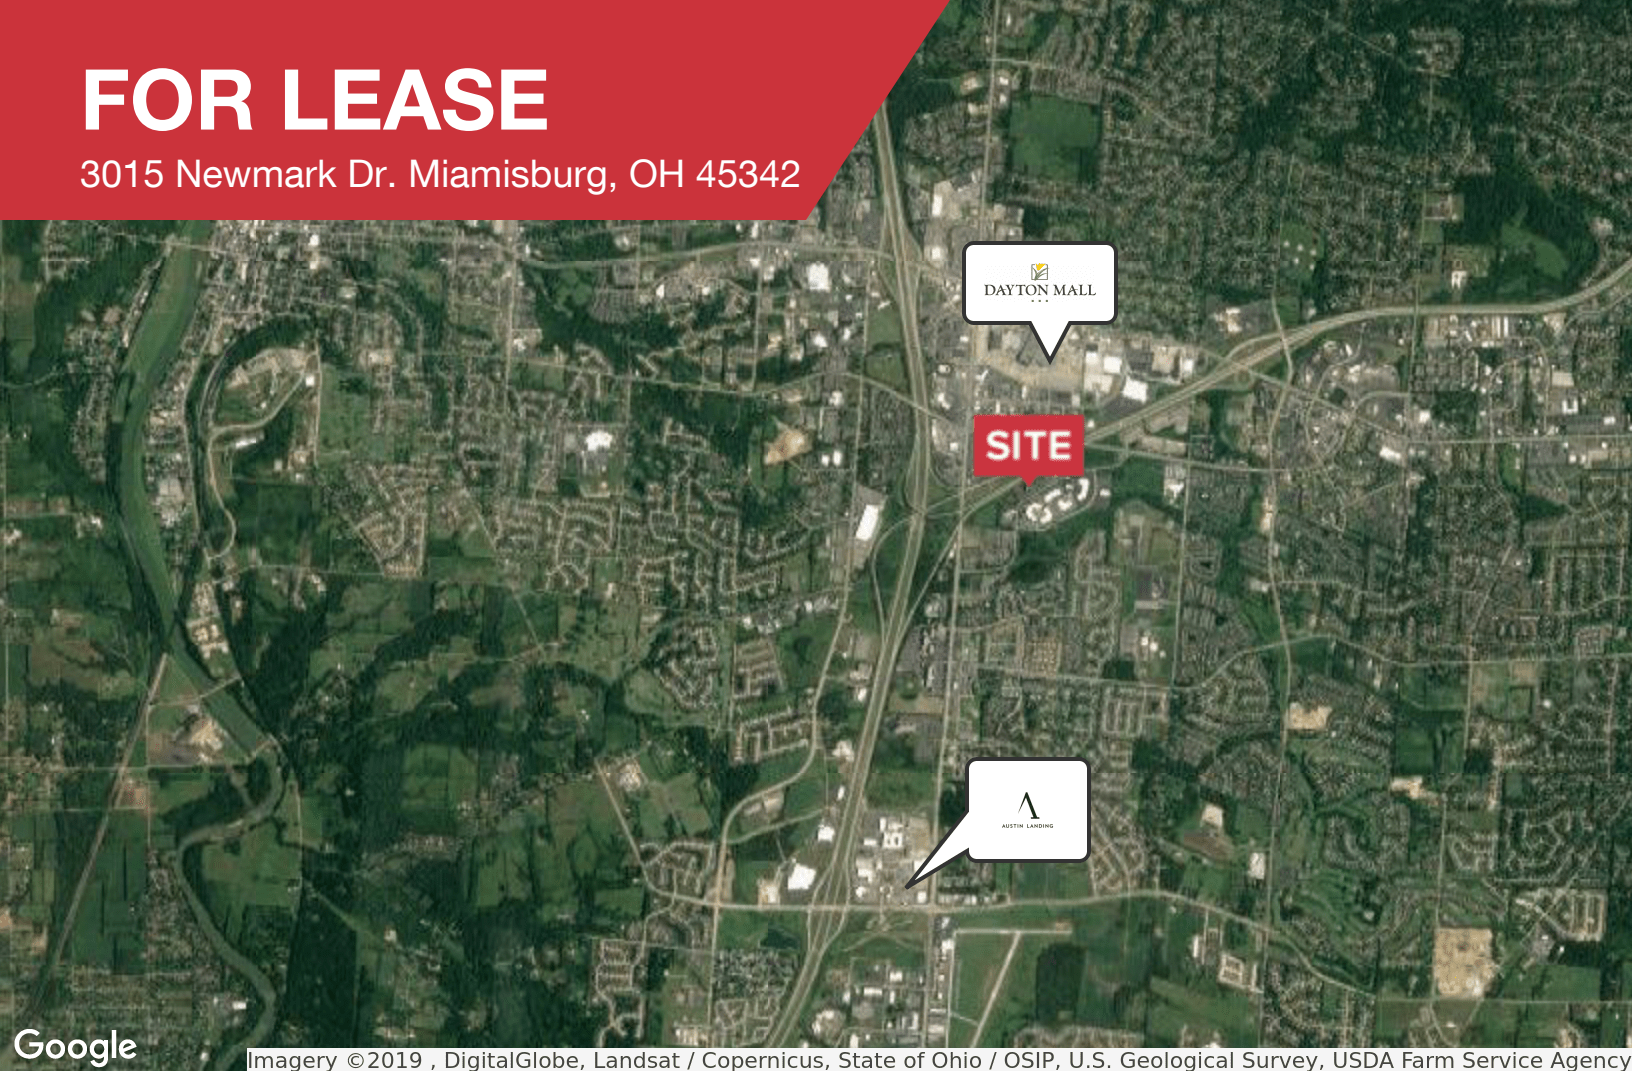 FOR LEASE
3015 Newmark Dr. Miamisburg, OH 45342
DAYTON MALL
SITE
AUSTIN LANDING
Google
Imagery ©2019 , DigitalGlobe, Landsat / Copernicus, State of Ohio / OSIP, U.S. Geological Survey, USDA Farm Service Agency